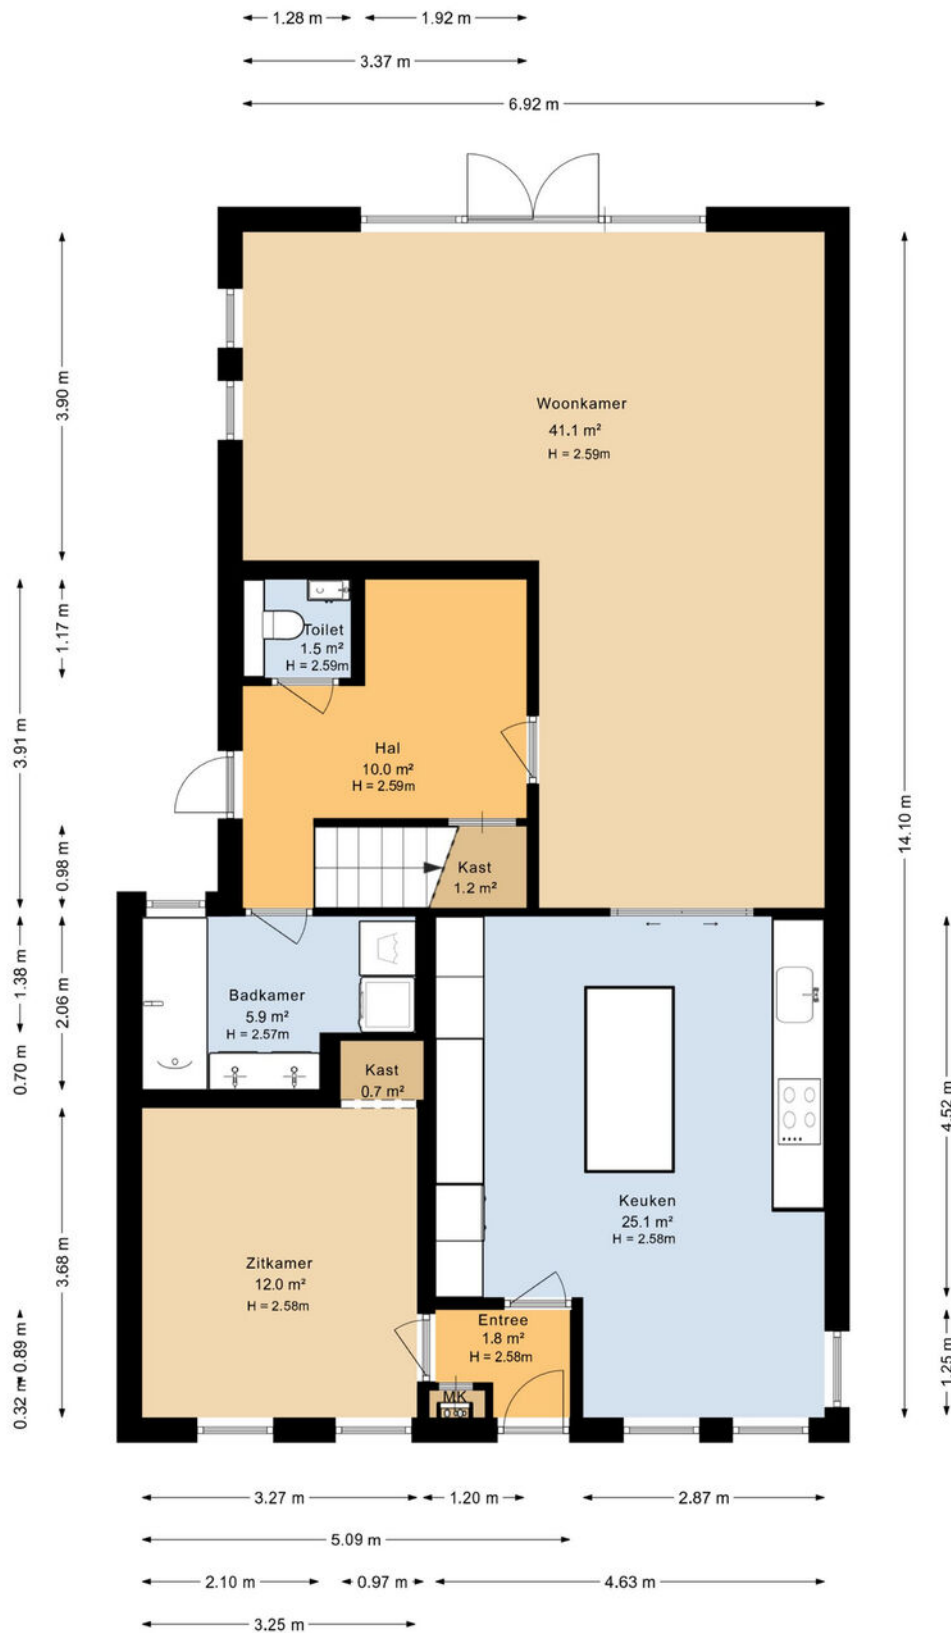 1.28 m
1.92 m
3.37 m
6.92 m
3.90 m
Woonkamer
41.1 m²
H = 2.59m
1.17 m
Toilet
1.5 m²
H = 2.59m
3.91 m
Hal
10.0 m²
H = 2.59m
14.10 m
0.98 m
Kast
1.2 m²
1.38 m
2.06 m
Badkamer
5.9 m²
H = 2.57m
0.70 m
Kast
0.7 m²
4.52 m
Keuken
25.1 m²
H = 2.58m
3.68 m
Zitkamer
12.0 m²
H = 2.58m
Entree
1.8 m²
H = 2.58m
0.89 m
0.32 m
1.25 m
MK
3.27 m
1.20 m
2.87 m
5.09 m
2.10 m
0.97 m
4.63 m
3.25 m